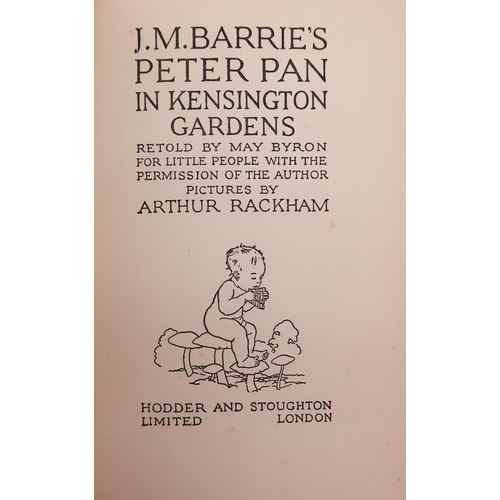 J.M.BARRIE'S
PETER PAN
IN KENSINGTON
GARDENS
RETOLD BY MAY BYRON
FOR LITTLE PEOPLE WITH THE
PERMISSION OF THE AUTHOR
PICTURES BY
ARTHUR RACKHAM
HODDER AND STOUGHTON
LIMITED LONDON